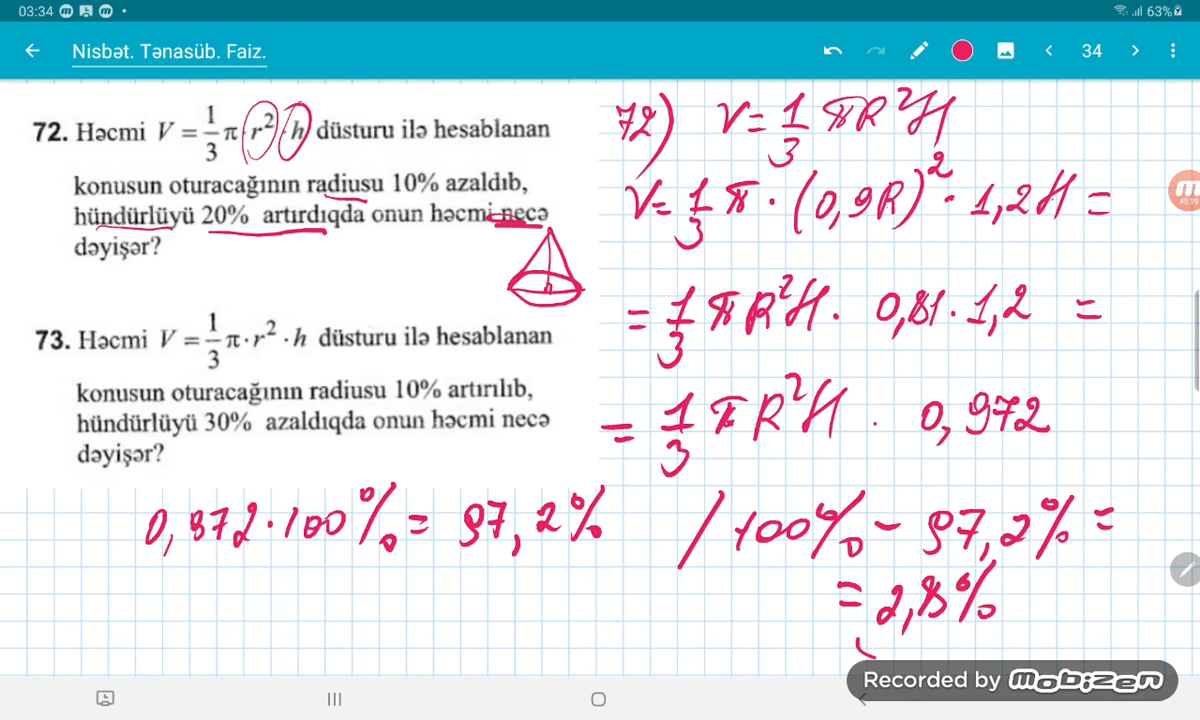 03:34
63%
Nisbət. Tənasüb. Faiz.
34
72. Həcmi V = 1/3 π r² · h düsturu ilə hesablanan
konusun oturacağının radiusu 10% azaldıb,
hündürlüyü 20% artırdıqda onun həcmi necə
dəyişər?
73. Həcmi V = 1/3 π · r² · h düsturu ilə hesablanan
konusun oturacağının radiusu 10% artırılıb,
hündürlüyü 30% azaldıqda onun həcmi necə
dəyişər?
72) V = 1/3 πR²H
V = 1/3 π · (0,9R)² · 1,2H =
= 1/3 πR²H · 0,81 · 1,2 =
= 1/3 πR²H · 0,972
0,972 · 100% = 97,2% / 100% - 97,2% =
= 2,8%
45:19
Recorded by Mobizen